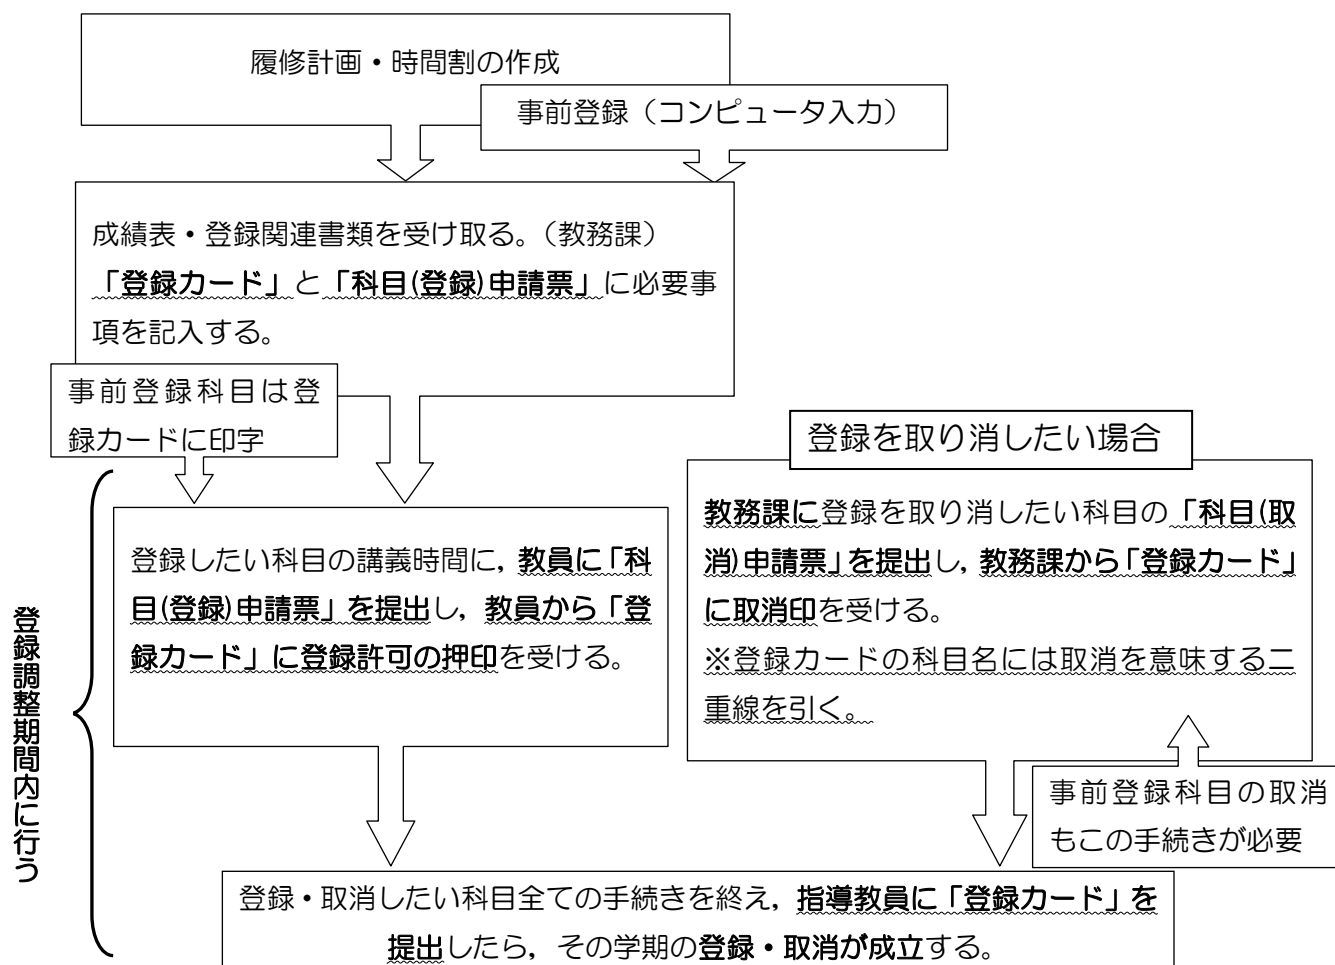 履修計画・時間割の作成
事前登録（コンピュータ入力）
成績表・登録関連書類を受け取る。（教務課）
「登録カード」と「科目(登録)申請票」に必要事
項を記入する。
事前登録科目は登
録カードに印字
登録を取り消したい場合
教務課に登録を取り消したい科目の「科目(取
消)申請票」を提出し，教務課から「登録カード」
に取消印を受ける。
※登録カードの科目名には取消を意味する二
重線を引く。
登録したい科目の講義時間に，教員に「科
目(登録)申請票」を提出し，教員から「登
録カード」に登録許可の押印を受ける。
登録調整期間内に行う
事前登録科目の取消
もこの手続きが必要
登録・取消したい科目全ての手続きを終え，指導教員に「登録カード」を
提出したら，その学期の登録・取消が成立する。